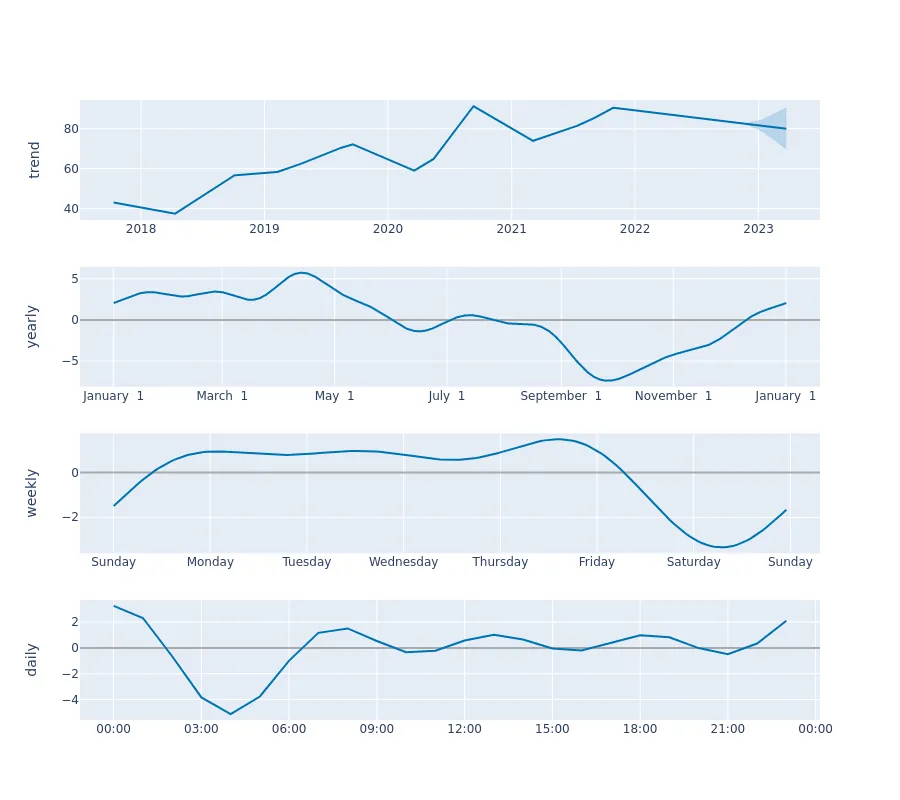 trend
80
60
40
2018 2019 2020 2021 2022 2023
yearly
5
0
−5
January 1 March 1 May 1 July 1 September 1 November 1 January 1
weekly
0
−2
Sunday Monday Tuesday Wednesday Thursday Friday Saturday Sunday
daily
2
0
−2
−4
00:00 03:00 06:00 09:00 12:00 15:00 18:00 21:00 00:00